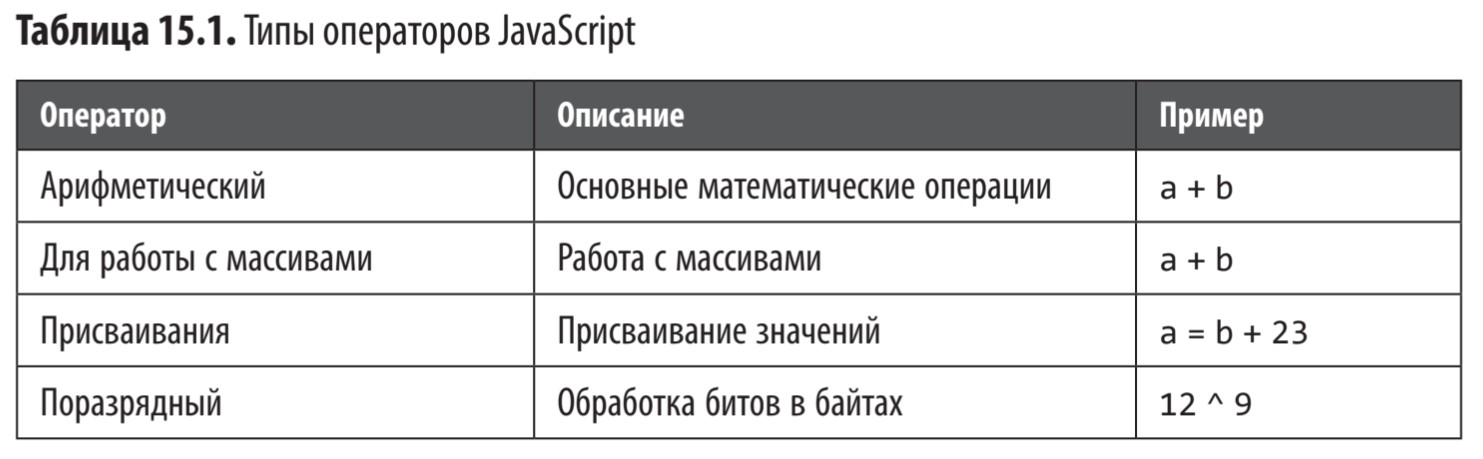 Таблица 15.1. Типы операторов JavaScript
Оператор Описание Пример
Арифметический Основные математические операции a + b
Для работы с массивами Работа с массивами a + b
Присваивания Присваивание значений a = b + 23
Поразрядный Обработка битов в байтах 12 ^ 9